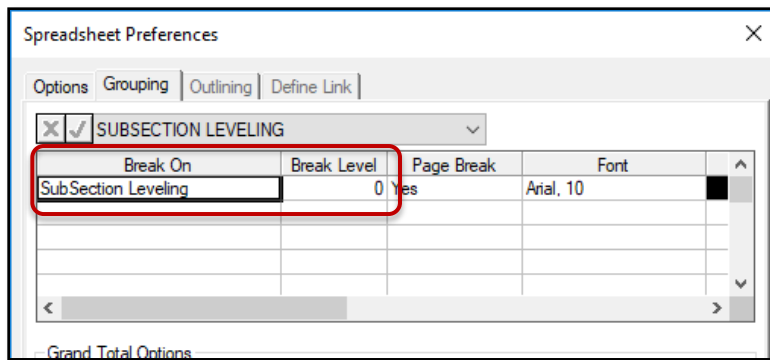 Spreadsheet Preferences
Options Grouping Outlining Define Link
SUBSECTION LEVELING
Break On Break Level Page Break Font
SubSection Leveling 0 Yes Arial, 10
Grand Total Options